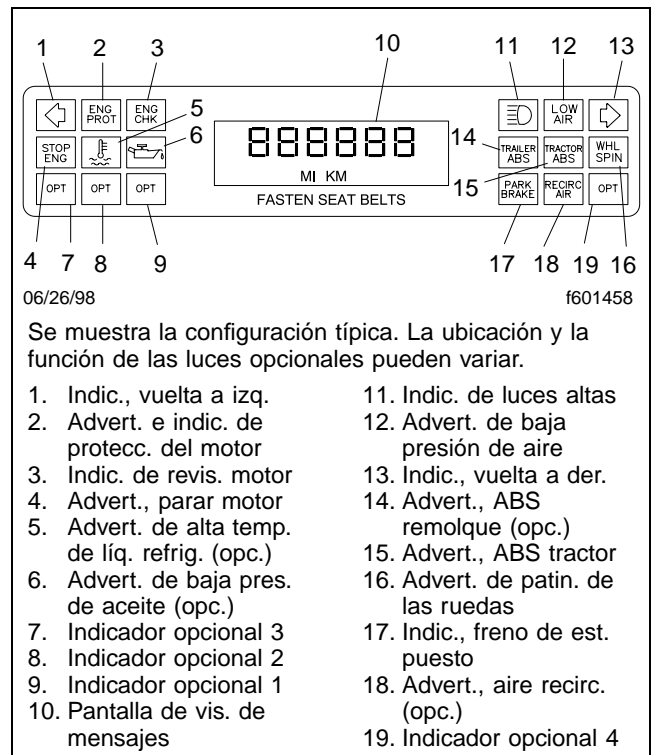 1 2 3 10 11 12 13
ENG PROT
ENG CHK
5
6
LOW AIR
14
15
STOP ENG
888888
TRAILER ABS
TRACTOR ABS
WHL SPIN
MI KM
OPT OPT OPT
FASTEN SEAT BELTS
PARK BRAKE
RECIRC AIR
OPT
4 7 8 9 17 18 19 16
06/26/98 f601458
Se muestra la configuración típica. La ubicación y la
función de las luces opcionales pueden variar.
1. Indic., vuelta a izq.
2. Advert. e indic. de
protecc. del motor
3. Indic. de revis. motor
4. Advert., parar motor
5. Advert. de alta temp.
de líq. refrig. (opc.)
6. Advert. de baja pres.
de aceite (opc.)
7. Indicador opcional 3
8. Indicador opcional 2
9. Indicador opcional 1
10. Pantalla de vis. de
mensajes
11. Indic. de luces altas
12. Advert. de baja
presión de aire
13. Indic., vuelta a der.
14. Advert., ABS
remolque (opc.)
15. Advert., ABS tractor
16. Advert. de patin. de
las ruedas
17. Indic., freno de est.
puesto
18. Advert., aire recirc.
(opc.)
19. Indicador opcional 4